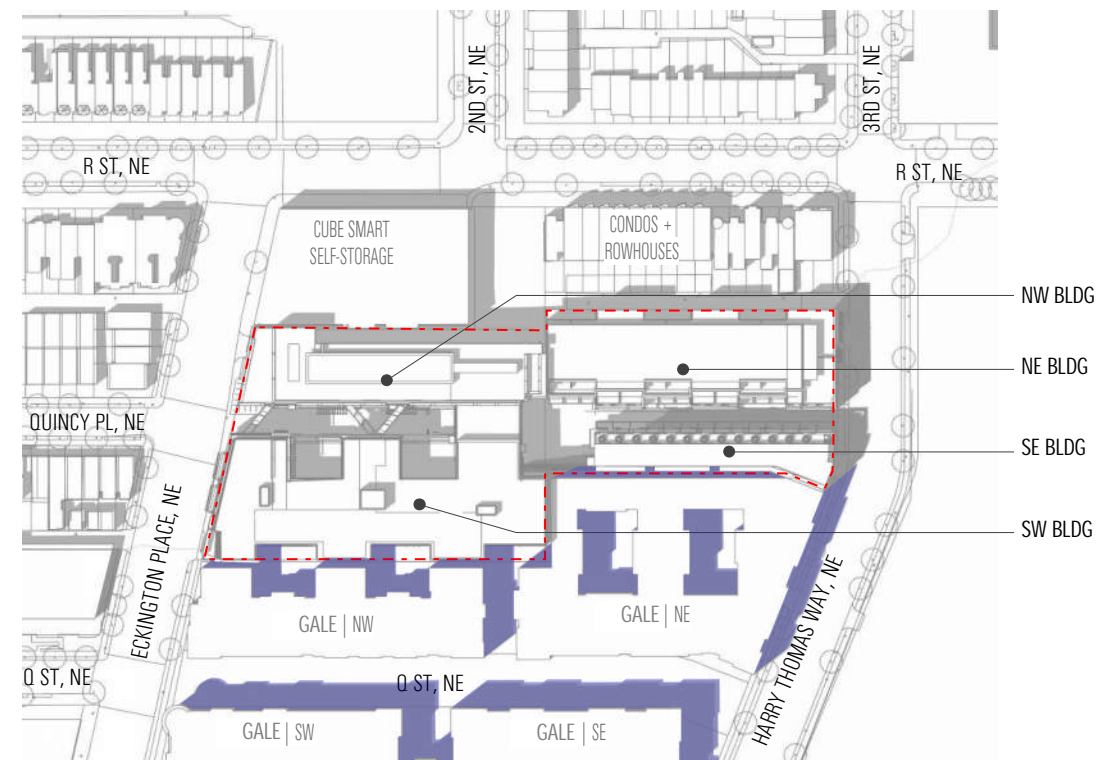 2ND ST, NE
3RD ST, NE
R ST, NE
R ST, NE
CUBE SMART
SELF-STORAGE
CONDOS +
ROWHOUSES
NW BLDG
NE BLDG
QUINCY PL, NE
SE BLDG
SW BLDG
ECKINGTON PLACE, NE
GALE | NW
GALE | NE
HARRY THOMAS WAY, NE
Q ST, NE
Q ST, NE
GALE | SW
GALE | SE